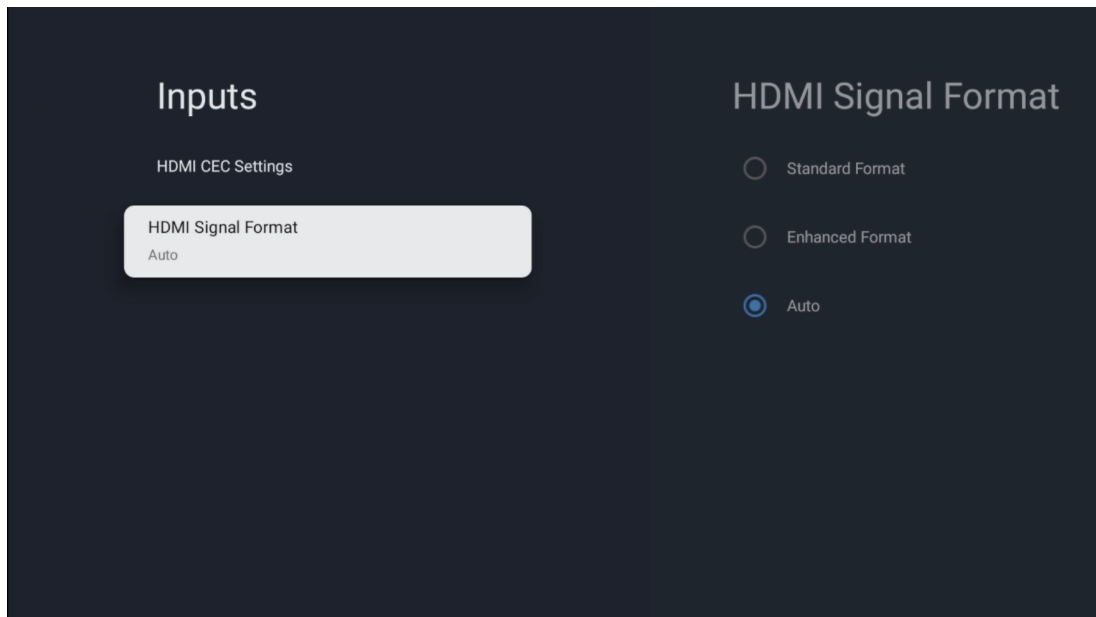 Inputs
HDMI CEC Settings
HDMI Signal Format
Auto
HDMI Signal Format
Standard Format
Enhanced Format
Auto